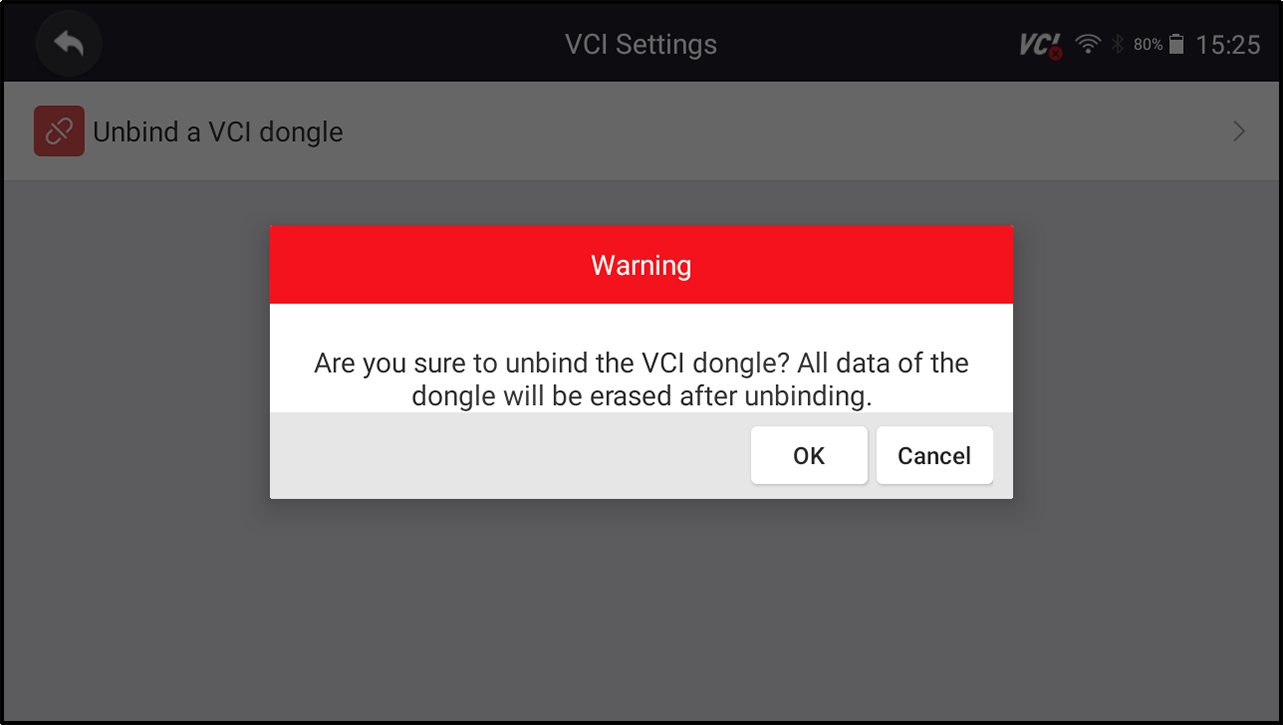 VCI Settings
VCI
80%
15:25
Unbind a VCI dongle
Warning
Are you sure to unbind the VCI dongle? All data of the
dongle will be erased after unbinding.
OK
Cancel